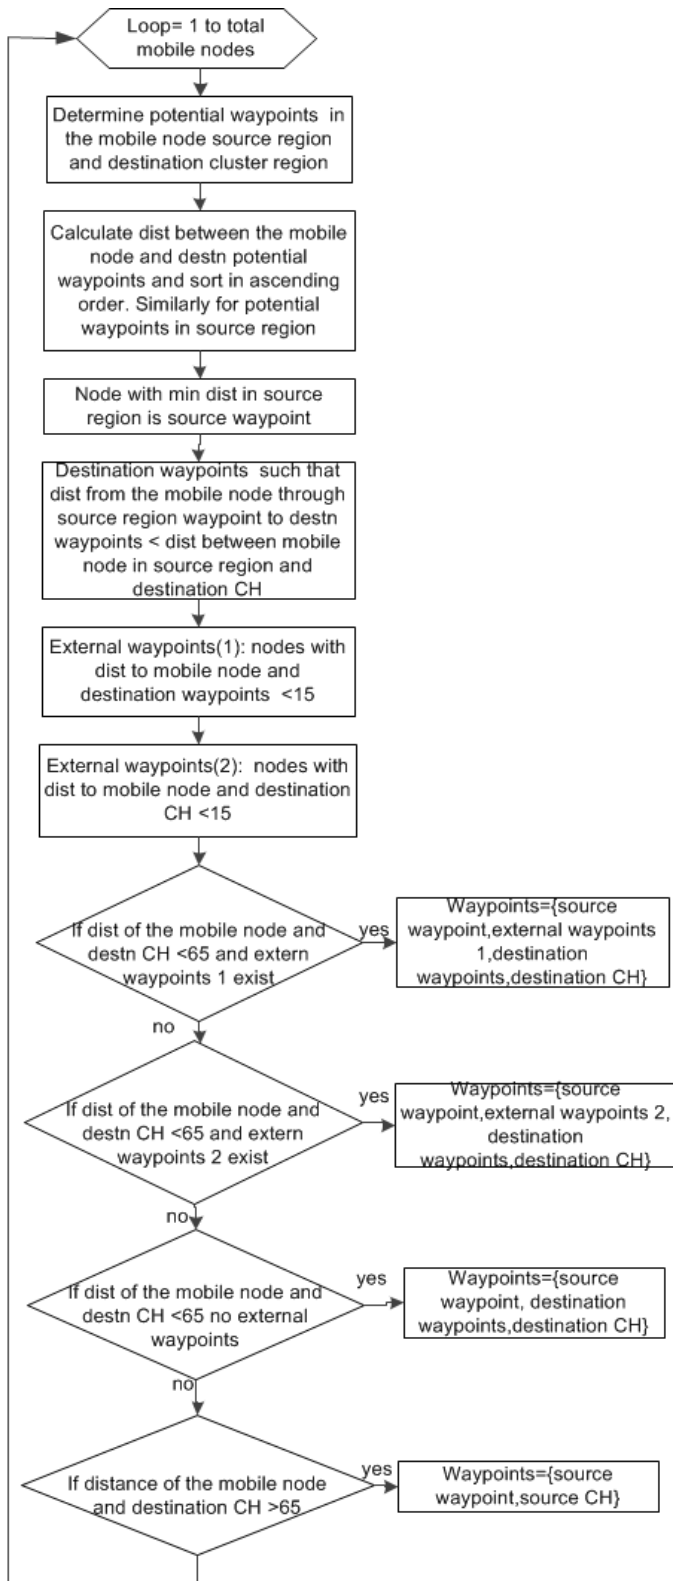 Loop= 1 to total
mobile nodes
Determine potential waypoints in
the mobile node source region
and destination cluster region
Calculate dist between the mobile
node and destn potential
waypoints and sort in ascending
order. Similarly for potential
waypoints in source region
Node with min dist in source
region is source waypoint
Destination waypoints such that
dist from the mobile node through
source region waypoint to destn
waypoints < dist between mobile
node in source region and
destination CH
External waypoints(1): nodes with
dist to mobile node and
destination waypoints <15
External waypoints(2): nodes with
dist to mobile node and destination
CH <15
If dist of the mobile node and
destn CH <65 and extern
waypoints 1 exist
yes
Waypoints={source
waypoint,external waypoints
1,destination
waypoints,destination CH}
no
If dist of the mobile node and
destn CH <65 and extern
waypoints 2 exist
yes
Waypoints={source
waypoint,external waypoints 2,
destination
waypoints,destination CH}
no
If dist of the mobile node and
destn CH <65 no external
waypoints
yes
Waypoints={source
waypoint, destination
waypoints,destination CH}
no
If distance of the mobile node
and destination CH >65
yes
Waypoints={source
waypoint,source CH}